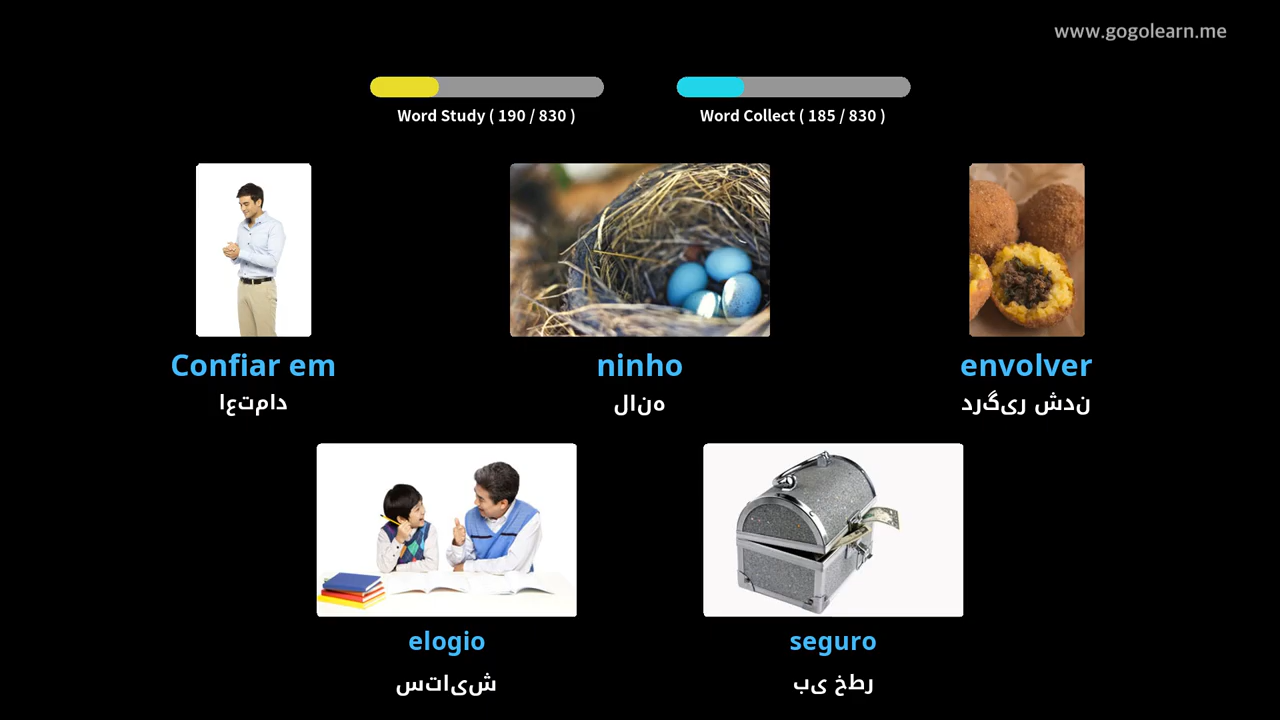 www.gogolearn.me
Word Study ( 190 / 830 )
Word Collect ( 185 / 830 )
Confiar em
دامتعا
ninho
هنال
envolver
ندش ریگرد
elogio
شیاتس
seguro
رطخ یب